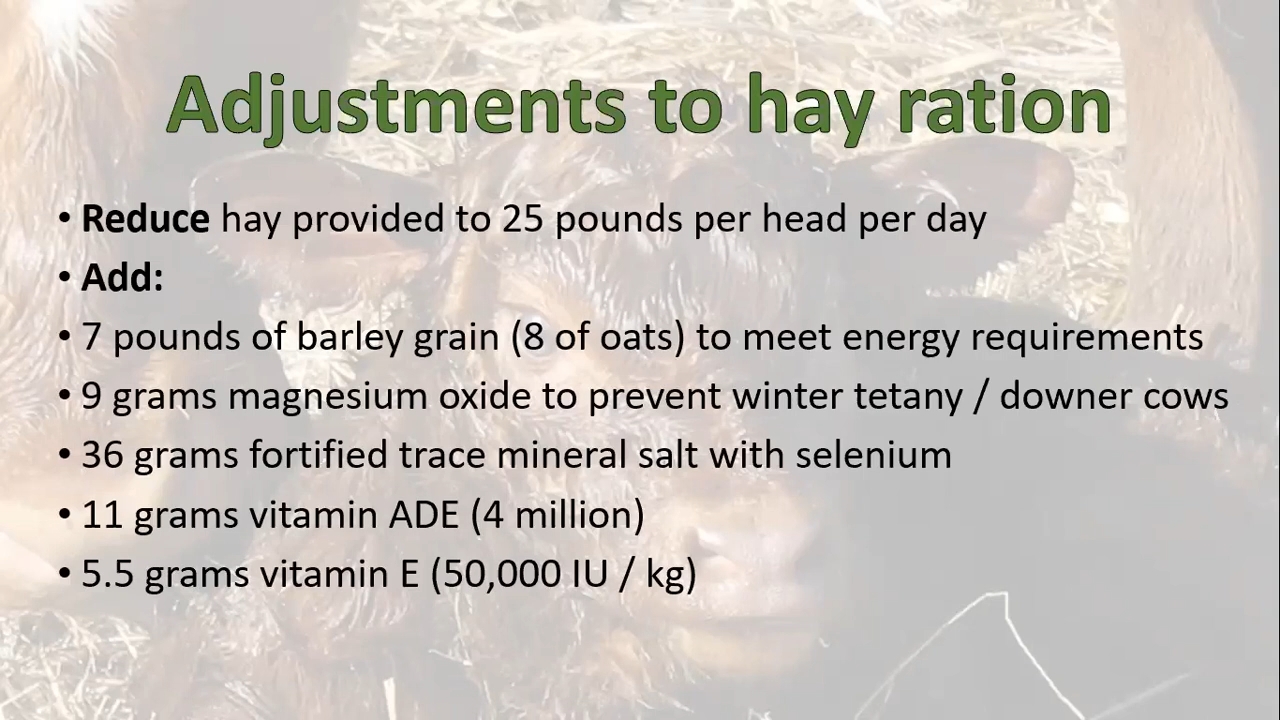 Adjustments to hay ration
• Reduce hay provided to 25 pounds per head per day
• Add:
• 7 pounds of barley grain (8 of oats) to meet energy requirements
• 9 grams magnesium oxide to prevent winter tetany / downer cows
• 36 grams fortified trace mineral salt with selenium
• 11 grams vitamin ADE (4 million)
• 5.5 grams vitamin E (50,000 IU / kg)